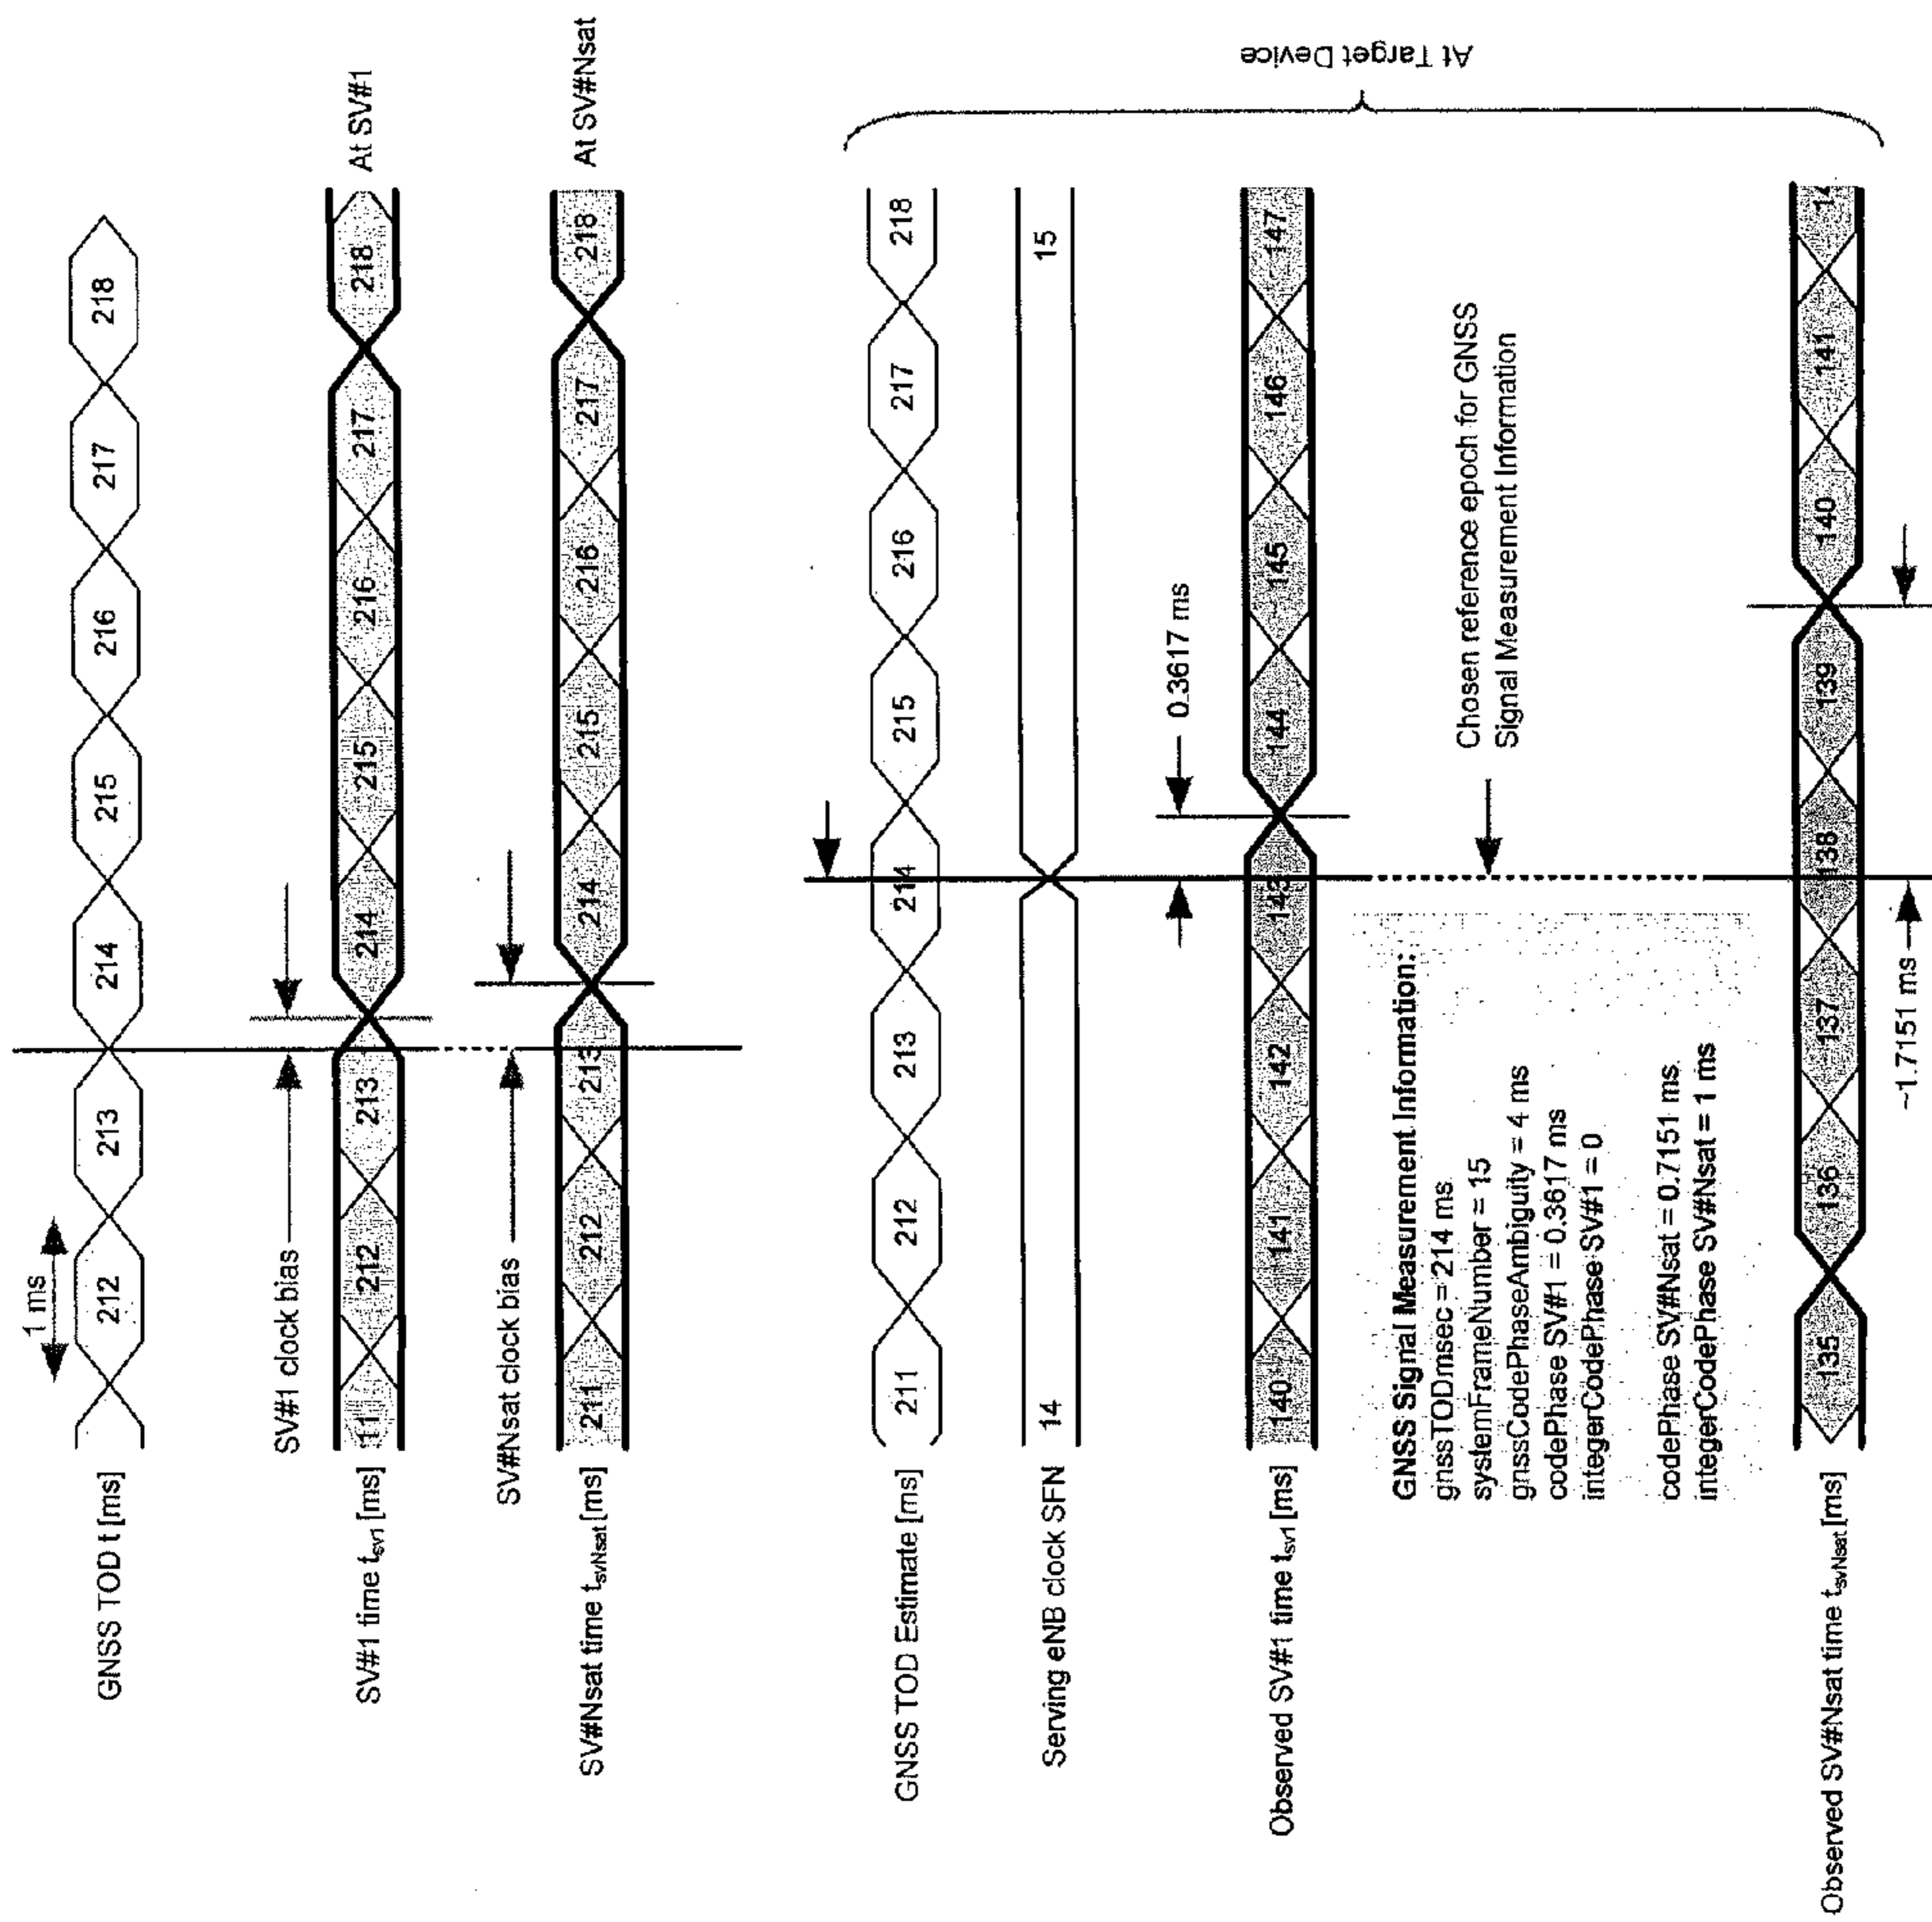 GNSS TOD t [ms]
1 ms
212
213
214
215
216
217
218
SV#1 clock bias
SV#1 time tsv1 [ms]
11
212
213
214
215
216
217
218
At SV#1
SV#Nsat clock bias
SV#Nsat time tsvNsat [ms]
211
212
213
214
215
216
217
218
At SV#Nsat
GNSS TOD Estimate [ms]
211
212
213
214
215
216
217
218
Serving eNB clock SFN
14
15
At Target Device
0.3617 ms
Observed SV#1 time tsv1 [ms]
140
141
142
143
144
145
146
147
Chosen reference epoch for GNSS
Signal Measurement Information
GNSS Signal Measurement Information:
gnssTODmsec = 214 ms
systemFrameNumber = 15
gnssCodePhaseAmbiguity = 4 ms
codePhase SV#1 = 0.3617 ms
integerCodePhase SV#1 = 0
codePhase SV#Nsat = 0.7151 ms
integerCodePhase SV#Nsat = 1 ms
Observed SV#Nsat time tsvNsat [ms]
135
136
137
138
139
140
141
~1.7151 ms